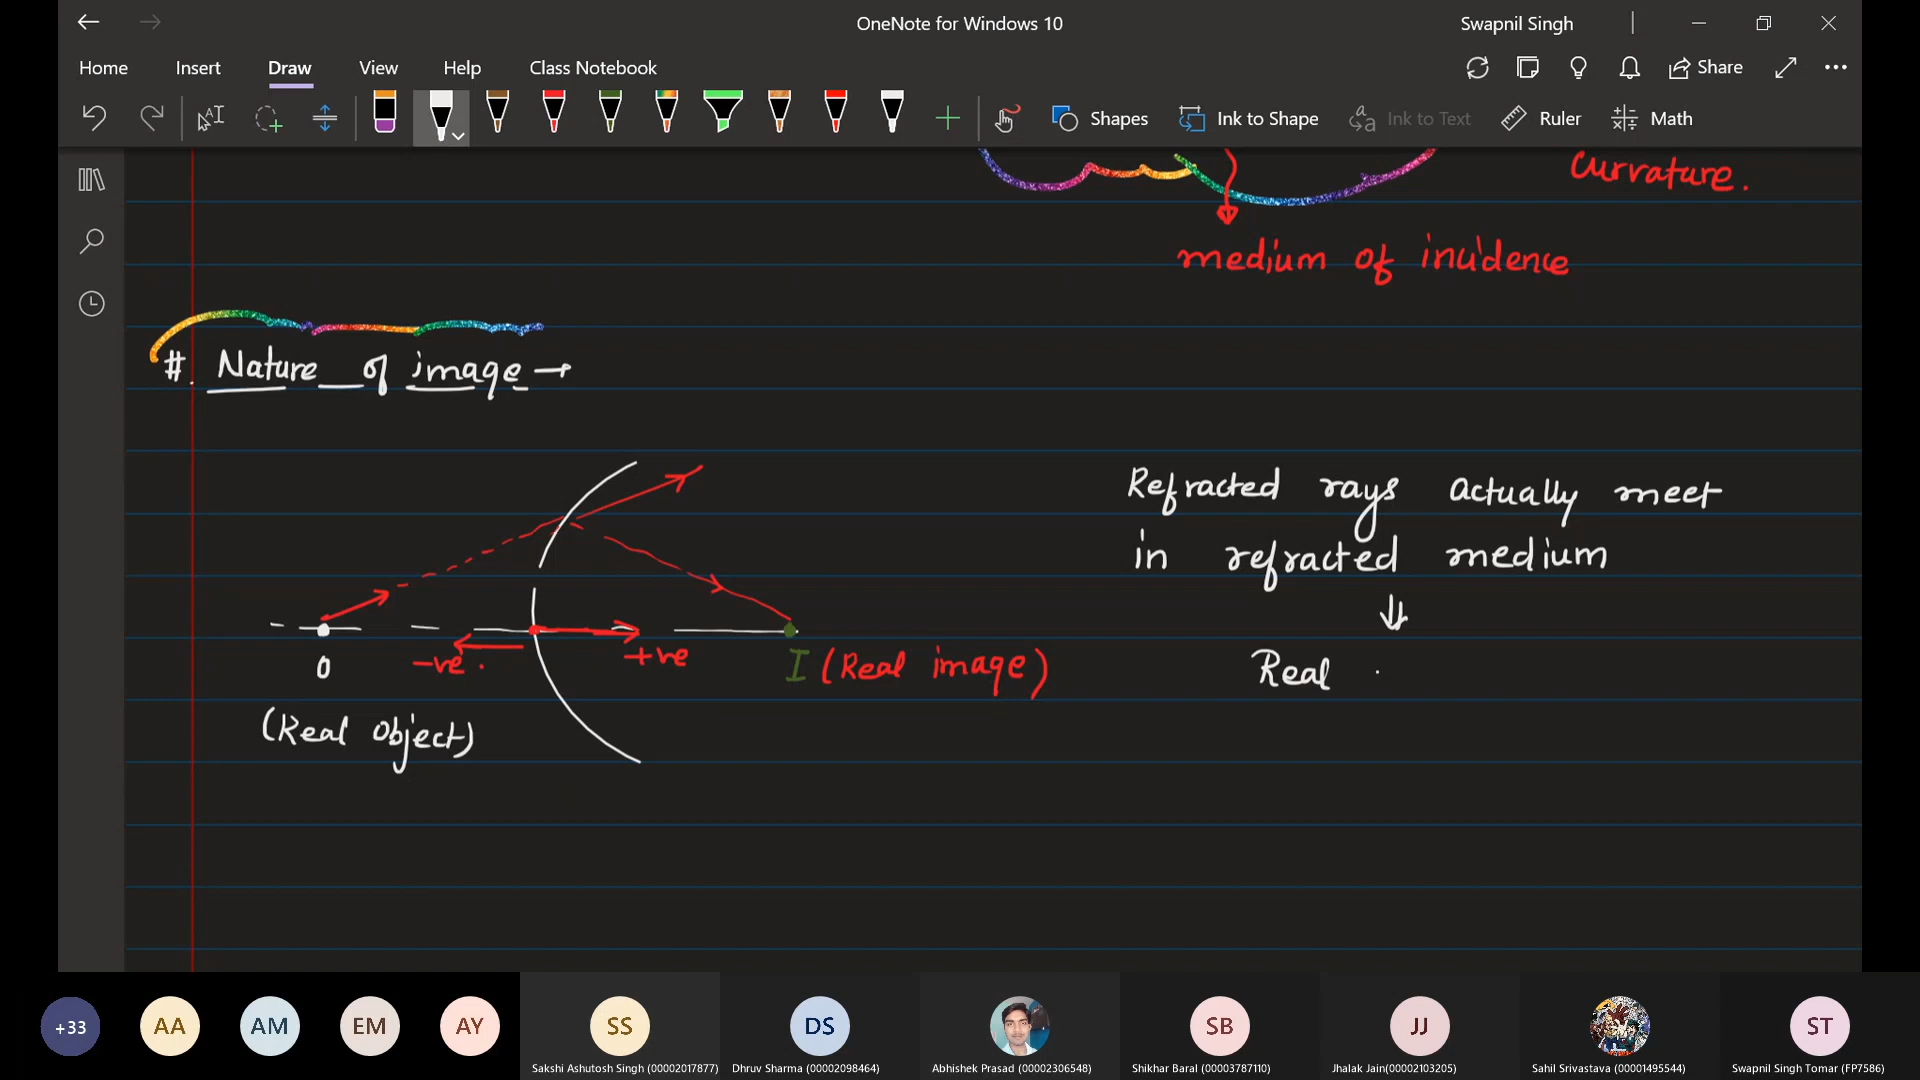 OneNote for Windows 10
Swapnil Singh
Home Insert Draw View Help Class Notebook
Share
Shapes Ink to Shape Ink to Text Ruler Math
curvature.
medium of incidence
#. Nature of image →
Refracted rays actually meet
in refracted medium
⇓
Real .
-ve . +ve
O I (Real image)
(Real object)
+33 AA AM EM AY SS DS SB JJ ST
Sakshi Ashutosh Singh (00002017877) Dhruv Sharma (00002098464) Abhishek Prasad (00002306548) Shikhar Baral (00003787110) Jhalak Jain(00002103205) Sahil Srivastava (00001495544) Swapnil Singh Tomar (FP7586)